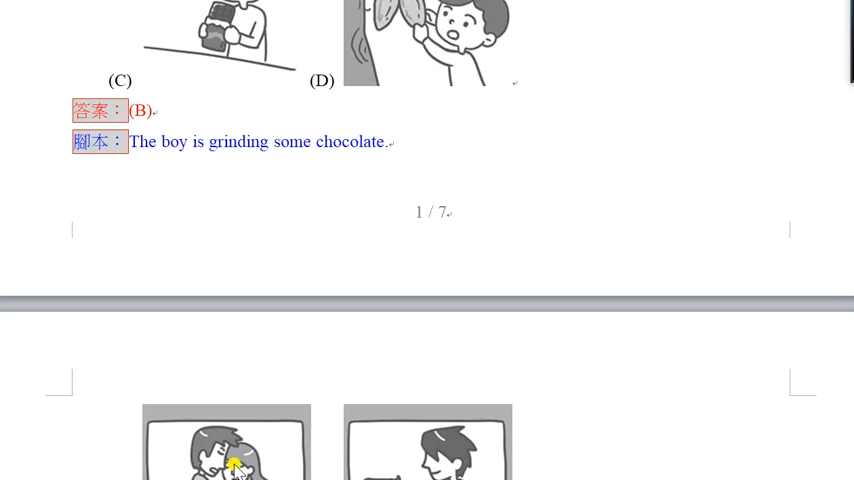 (C) (D)
答案：(B)
腳本：The boy is grinding some chocolate.
1 / 7